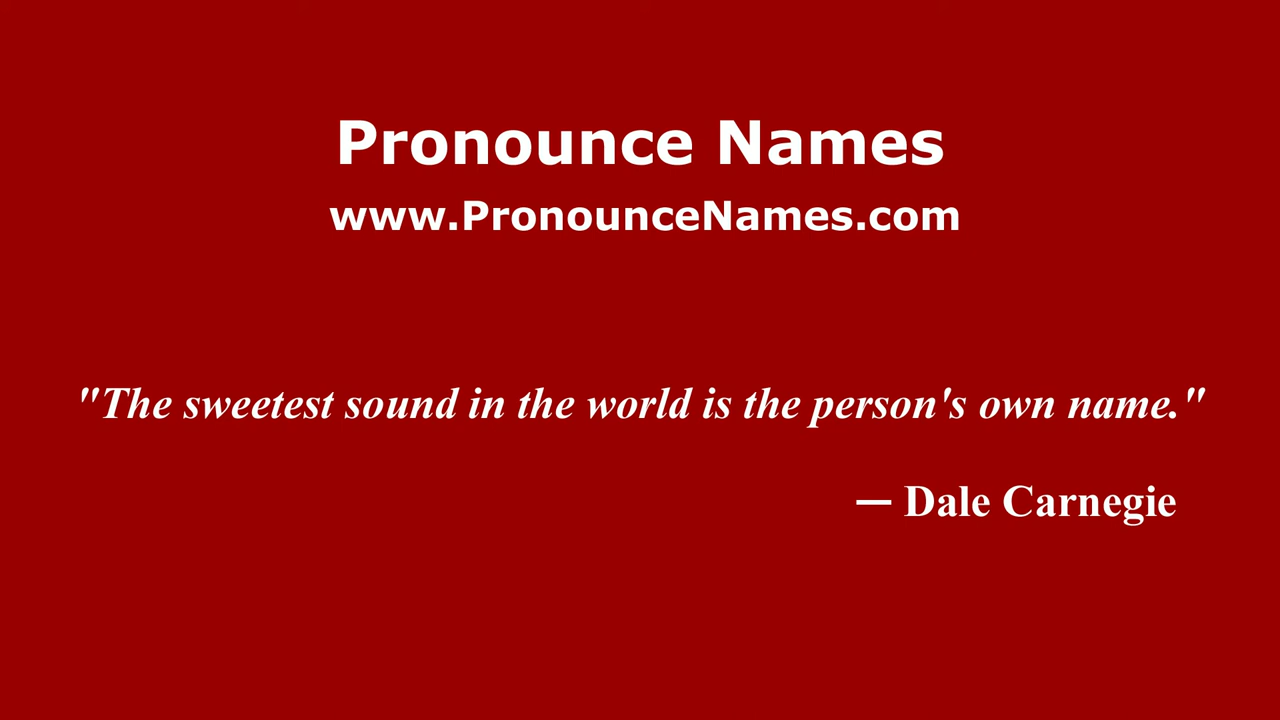 Pronounce Names
www.PronounceNames.com
"The sweetest sound in the world is the person's own name."
— Dale Carnegie